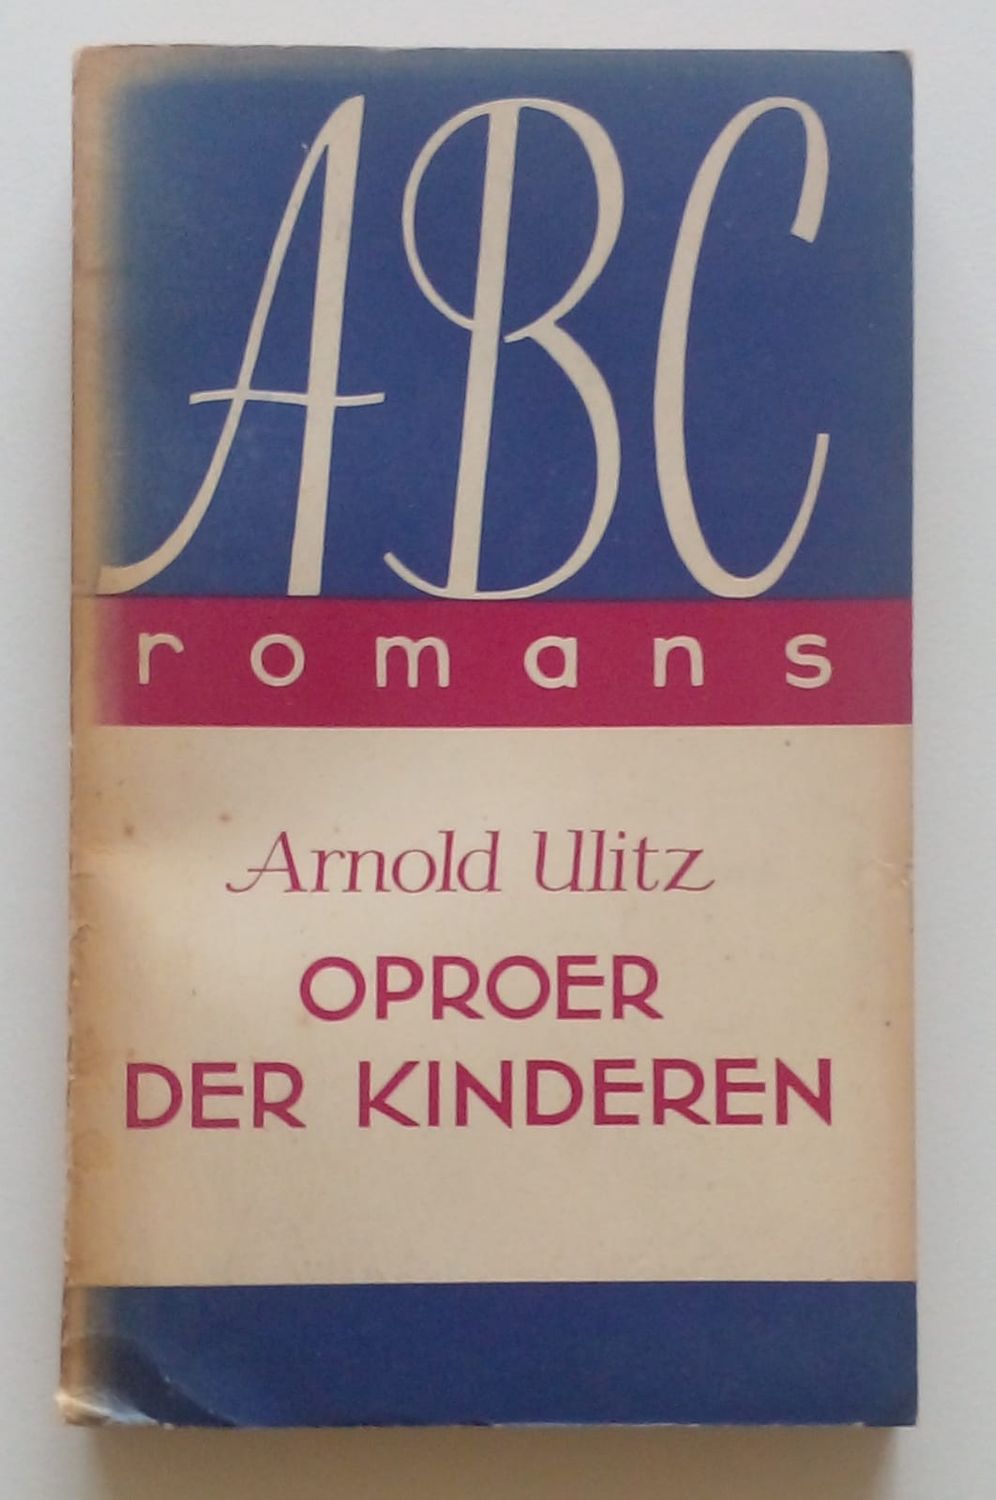 ABC
romans
Arnold Ulitz
OPROER
DER KINDEREN